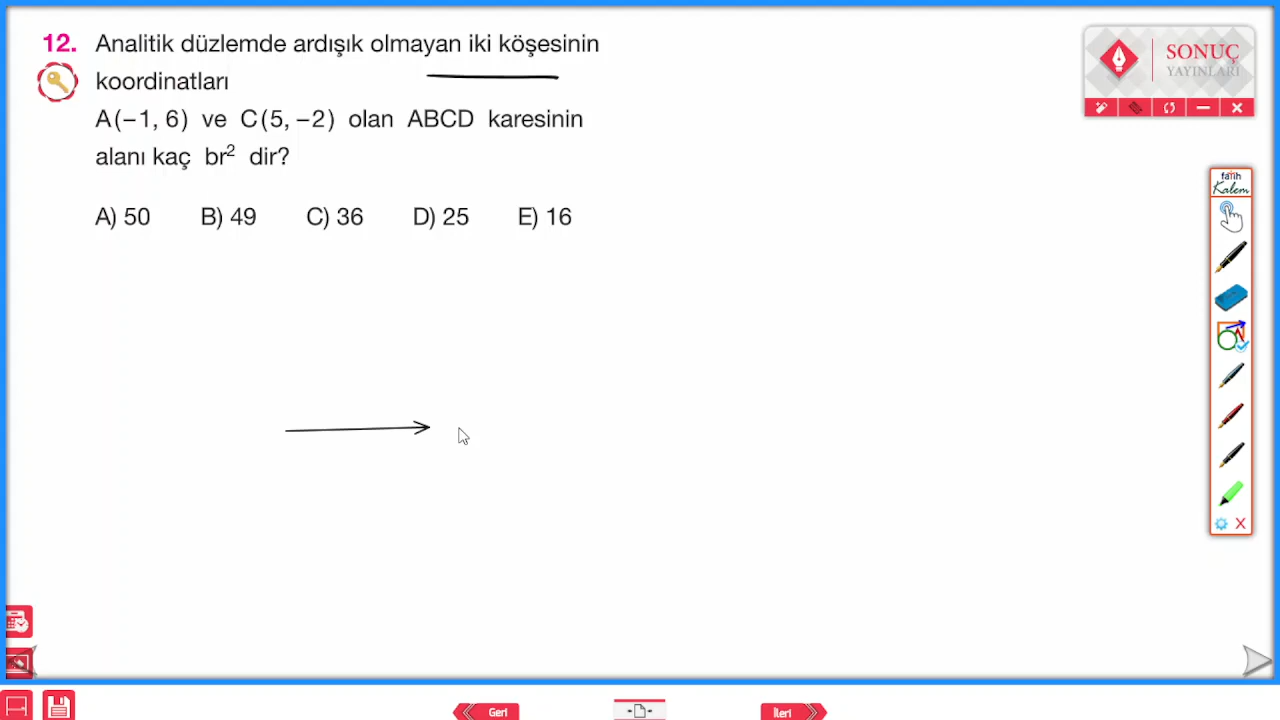 12. Analitik düzlemde ardışık olmayan iki köşesinin
koordinatları
A(−1, 6) ve C(5, −2) olan ABCD karesinin
alanı kaç br² dir?
A) 50 B) 49 C) 36 D) 25 E) 16
SONUÇ
YAYINLARI
fatih
Kalem
Geri
İleri